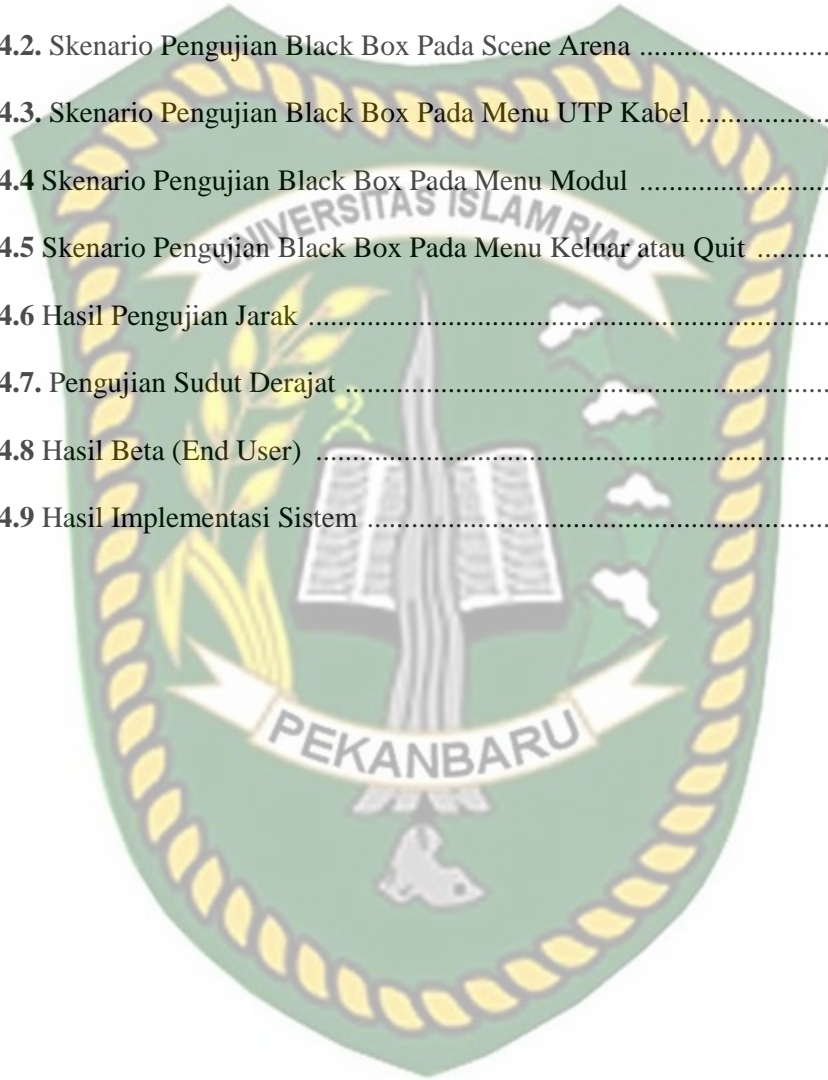 4.2. Skenario Pengujian Black Box Pada Scene Arena ........................
4.3. Skenario Pengujian Black Box Pada Menu UTP Kabel ................
UNIVERSITAS ISLAM RIAU
4.4 Skenario Pengujian Black Box Pada Menu Modul ........................
4.5 Skenario Pengujian Black Box Pada Menu Keluar atau Quit ..........
4.6 Hasil Pengujian Jarak ..................................................................
4.7. Pengujian Sudut Derajat ............................................................
4.8 Hasil Beta (End User) ................................................................
4.9 Hasil Implementasi Sistem ..........................................................
PEKANBARU